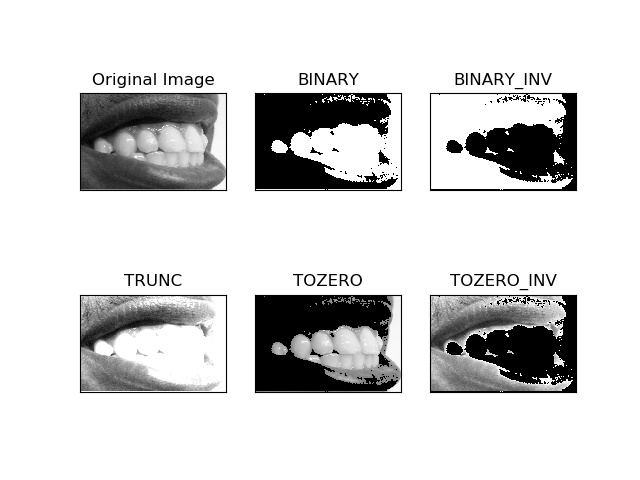 Original Image
BINARY
BINARY_INV
TRUNC
TOZERO
TOZERO_INV